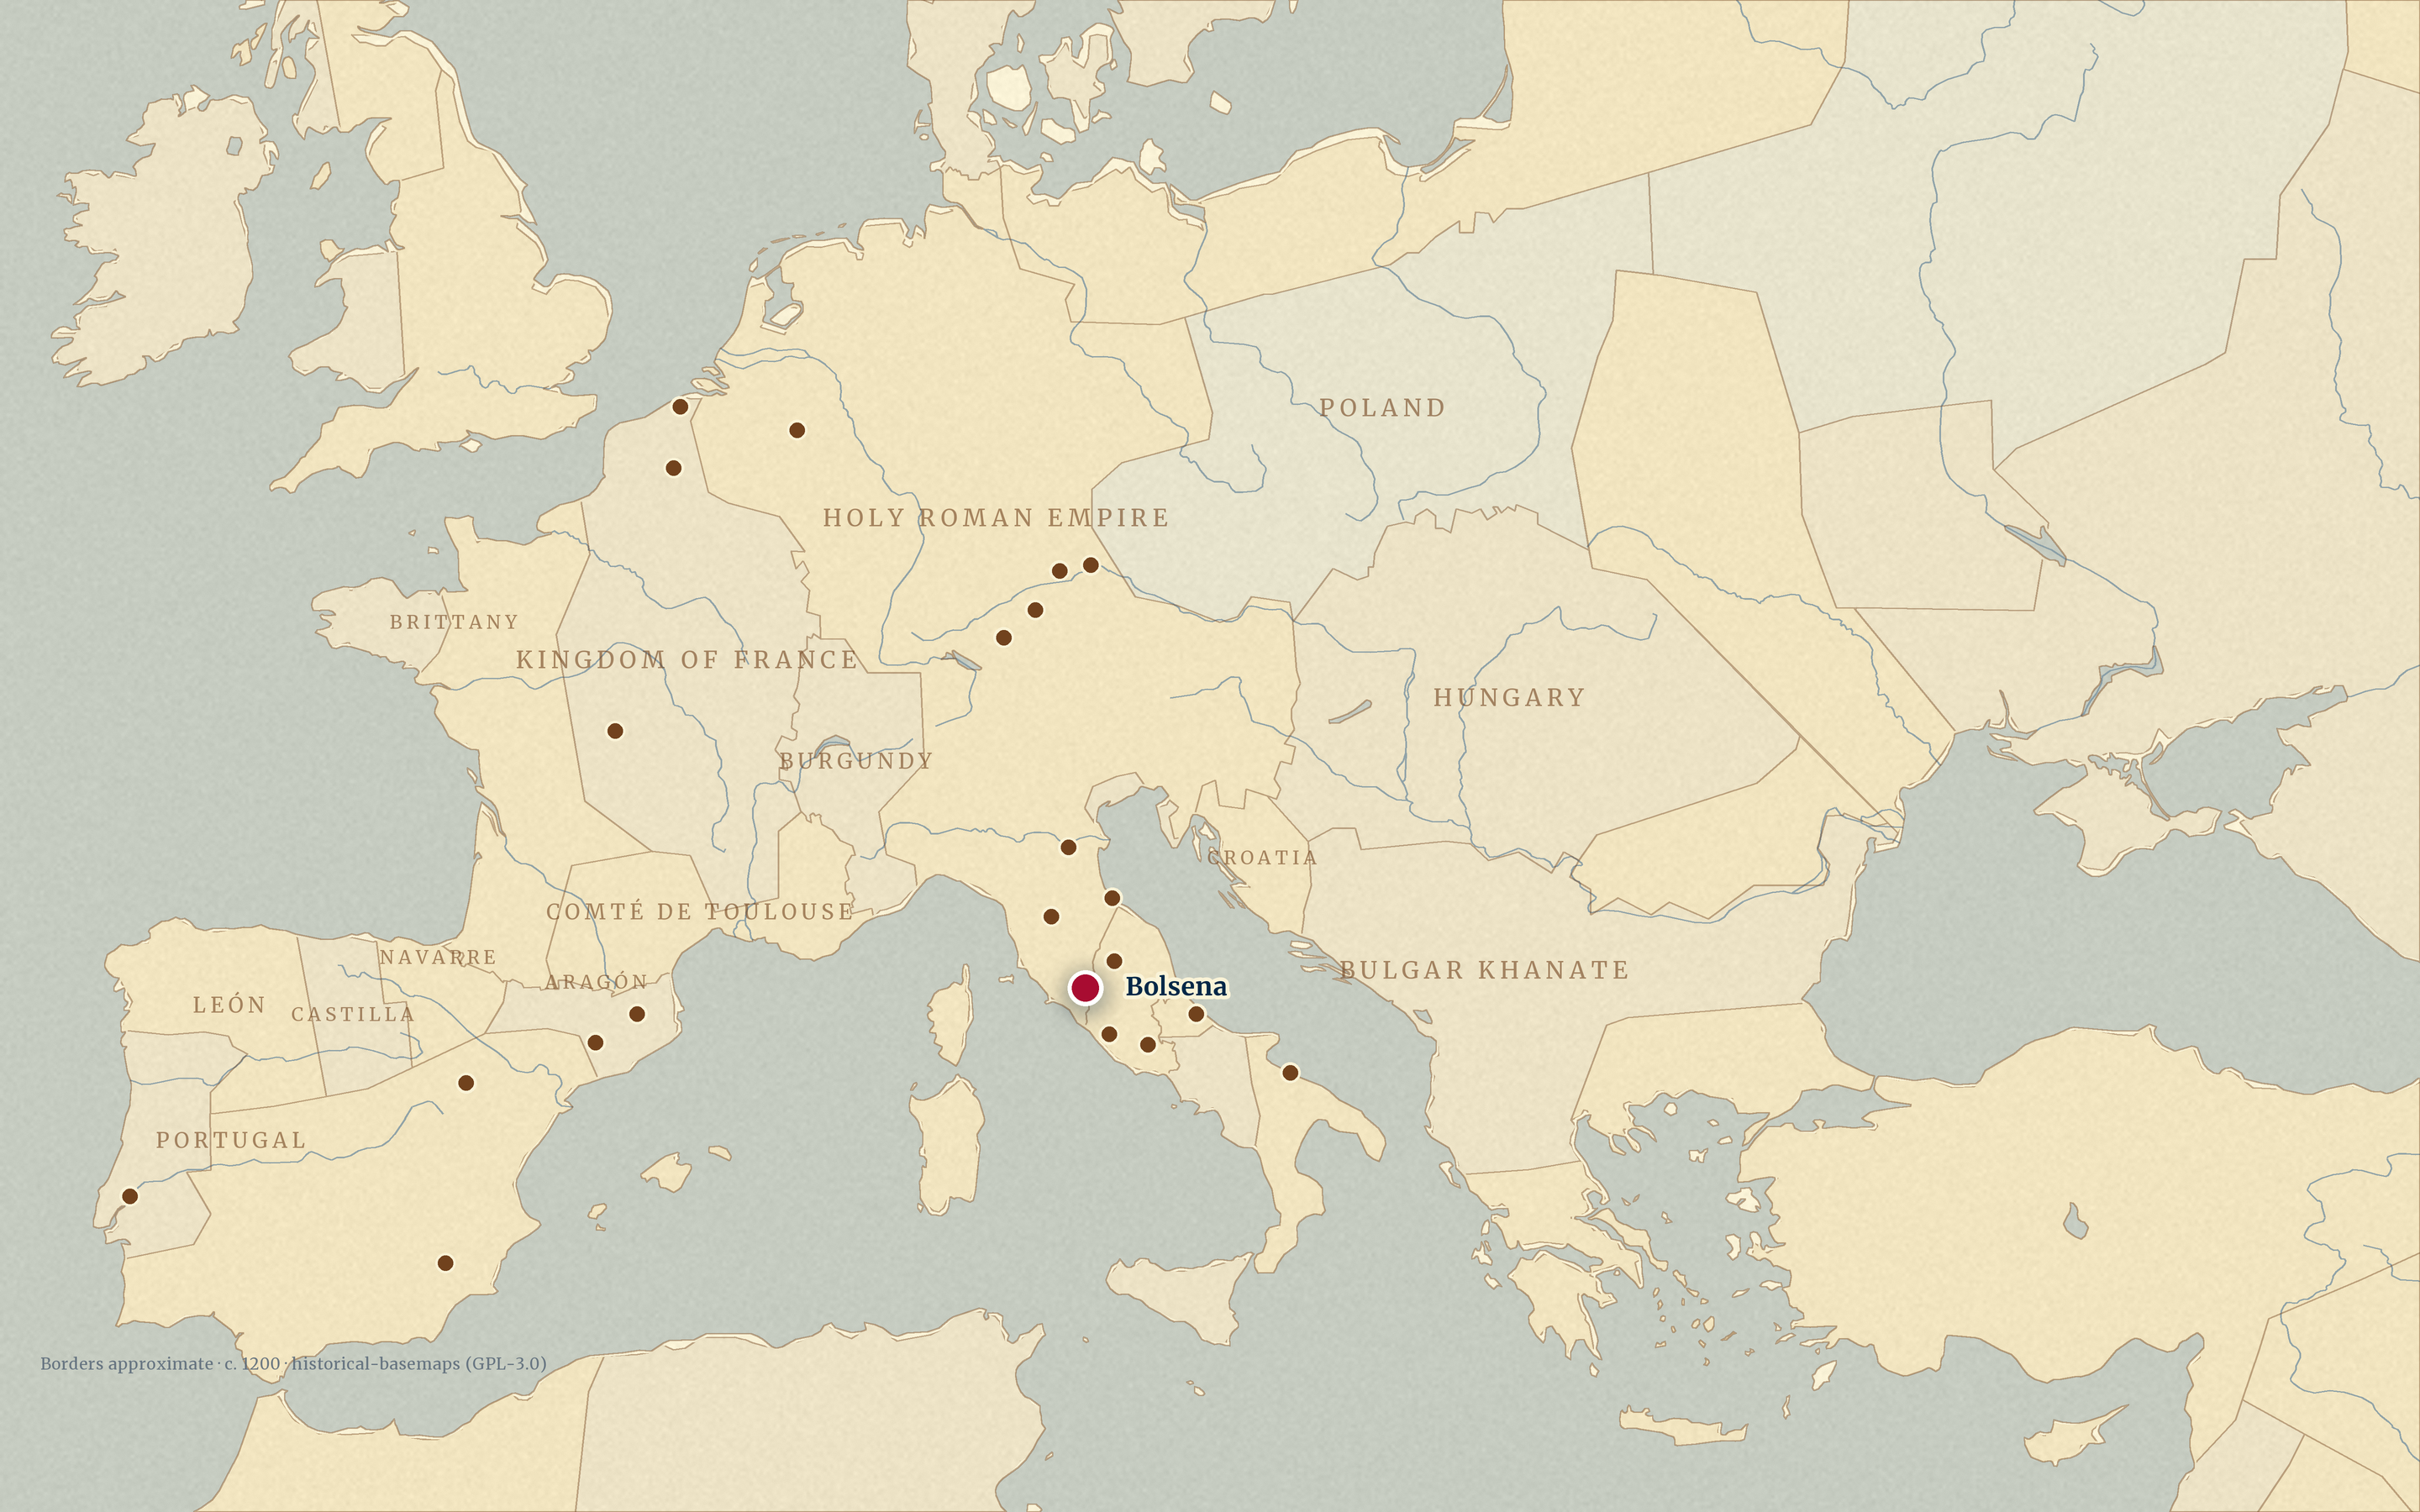 POLAND
HOLY ROMAN EMPIRE
BRITTANY
KINGDOM OF FRANCE
HUNGARY
BURGUNDY
CROATIA
COMTÉ DE TOULOUSE
NAVARRE
BULGAR KHANATE
ARAGÓN
Bolsena
LEÓN
CASTILLA
PORTUGAL
Borders approximate · c. 1200 · historical-basemaps (GPL-3.0)